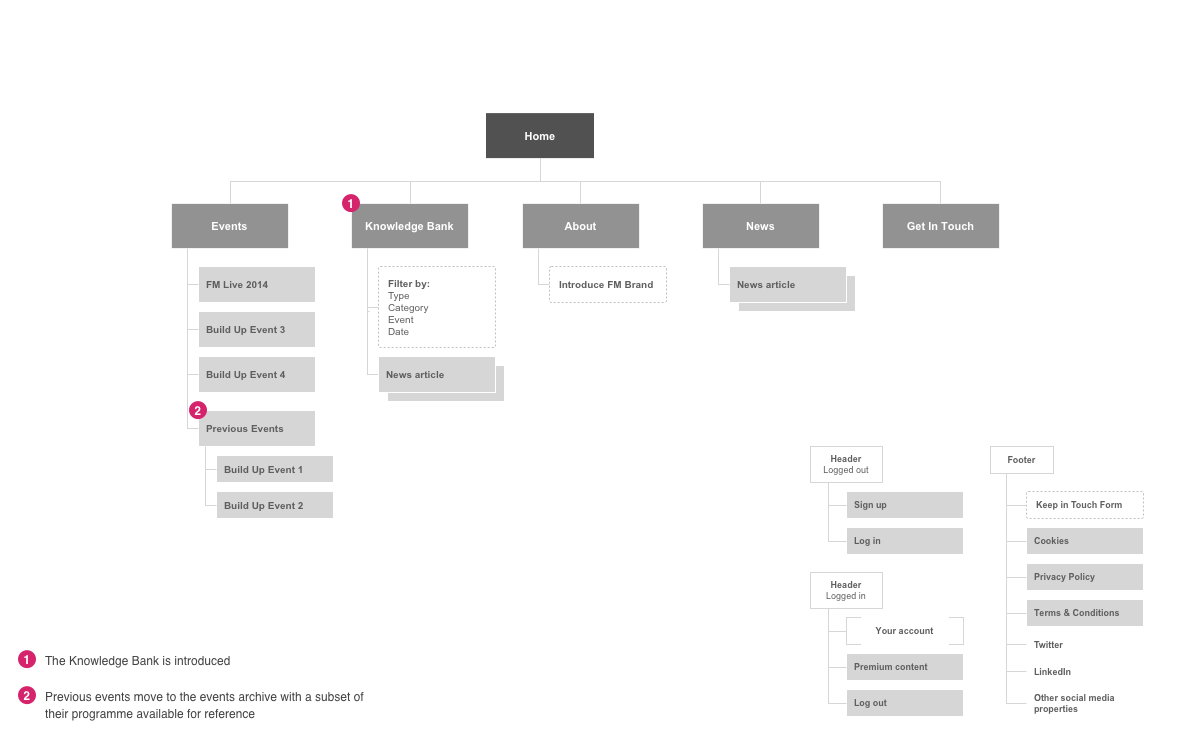 Home
1
Events
Knowledge Bank
About
News
Get In Touch
FM Live 2014
Build Up Event 3
Build Up Event 4
2
Previous Events
Build Up Event 1
Build Up Event 2
Filter by:
Type
Category
Event
Date
News article
Introduce FM Brand
News article
Header
Logged out
Sign up
Log in
Header
Logged in
Your account
Premium content
Log out
Footer
Keep in Touch Form
Cookies
Privacy Policy
Terms & Conditions
Twitter
LinkedIn
Other social media
properties
1 The Knowledge Bank is introduced
2 Previous events move to the events archive with a subset of
their programme available for reference